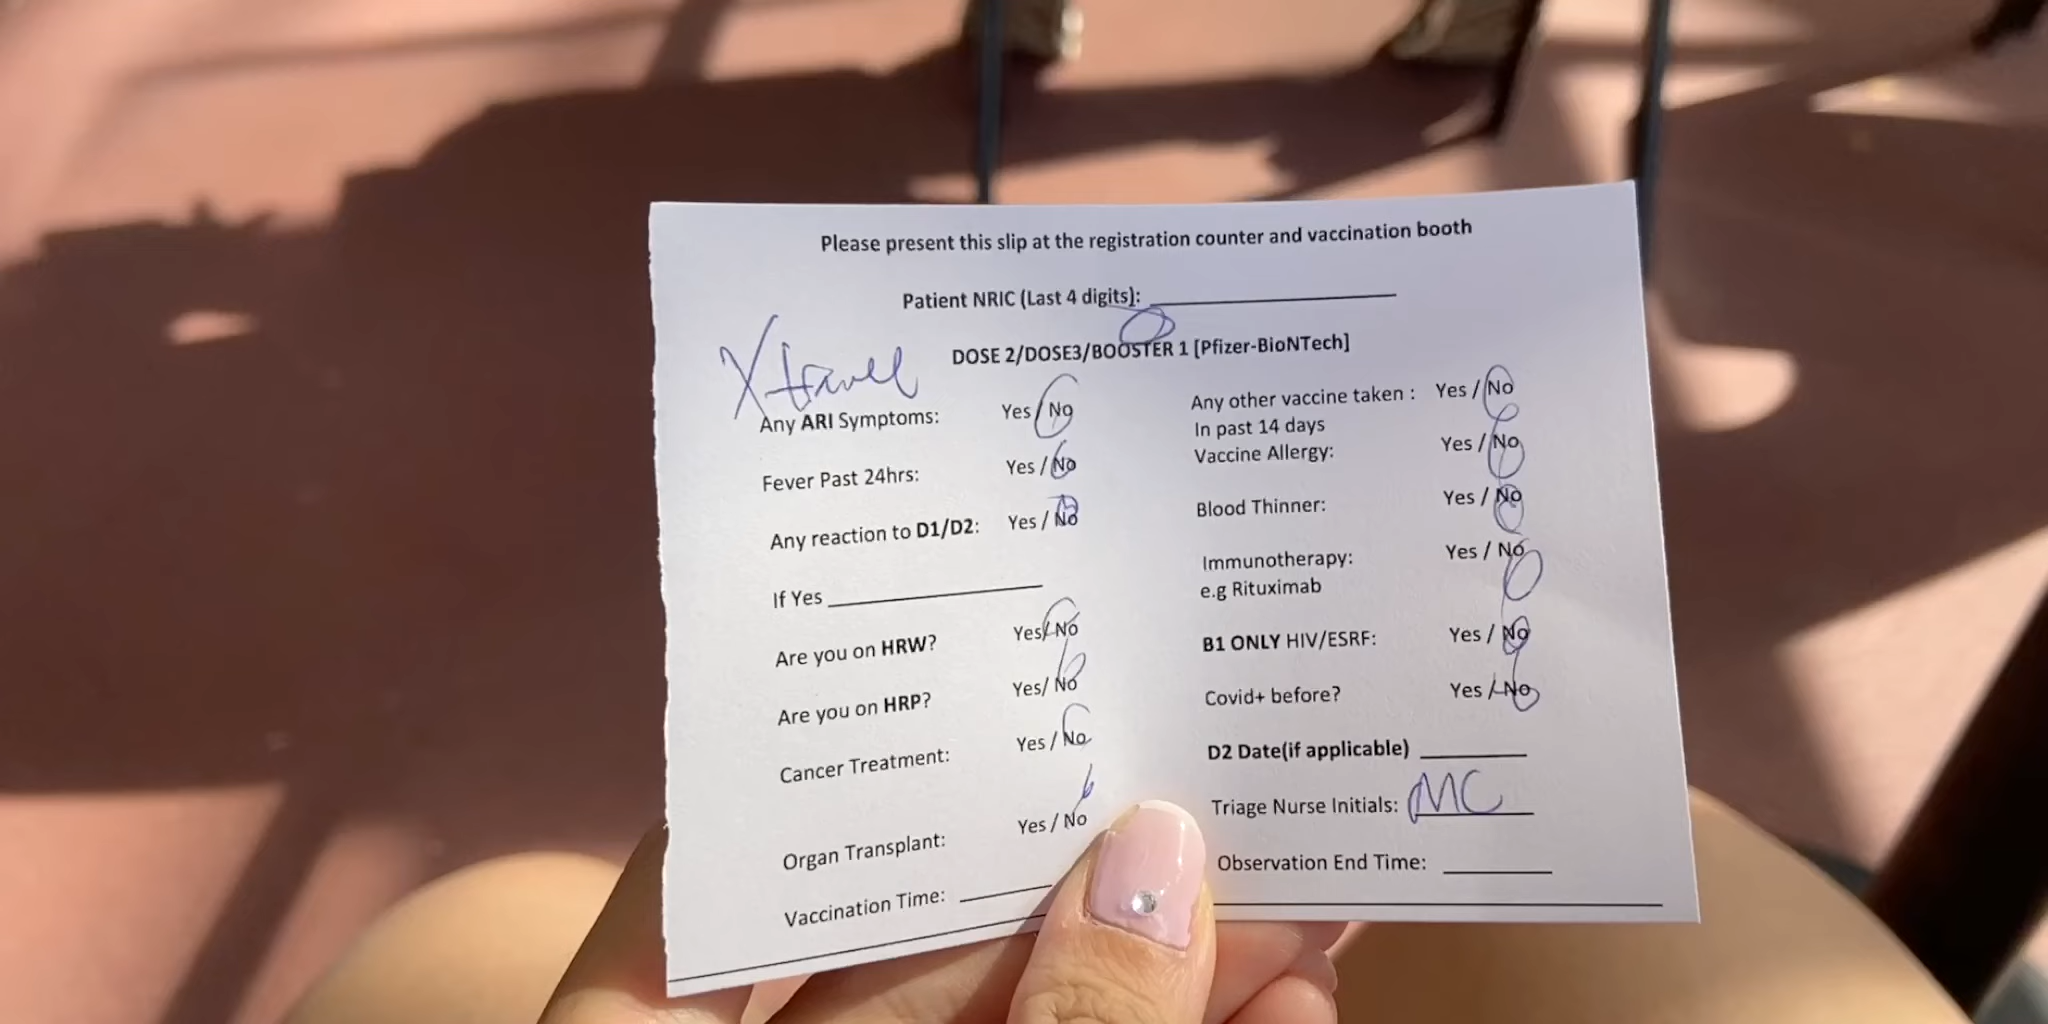 Please present this slip at the registration counter and vaccination booth
Patient NRIC (Last 4 digits):
X travel
DOSE 2/DOSE3/BOOSTER 1 [Pfizer-BioNTech]
Any ARI Symptoms: Yes / No
Fever Past 24hrs: Yes / No
Any reaction to D1/D2: Yes / No
If Yes
Are you on HRW? Yes/ No
Are you on HRP? Yes/ No
Cancer Treatment: Yes / No
Organ Transplant: Yes / No
Vaccination Time:
Any other vaccine taken : Yes / No
In past 14 days
Vaccine Allergy: Yes / No
Blood Thinner: Yes / No
Immunotherapy: Yes / No
e.g Rituximab
B1 ONLY HIV/ESRF: Yes / No
Covid+ before? Yes / No
D2 Date(if applicable)
Triage Nurse Initials: MC
Observation End Time: